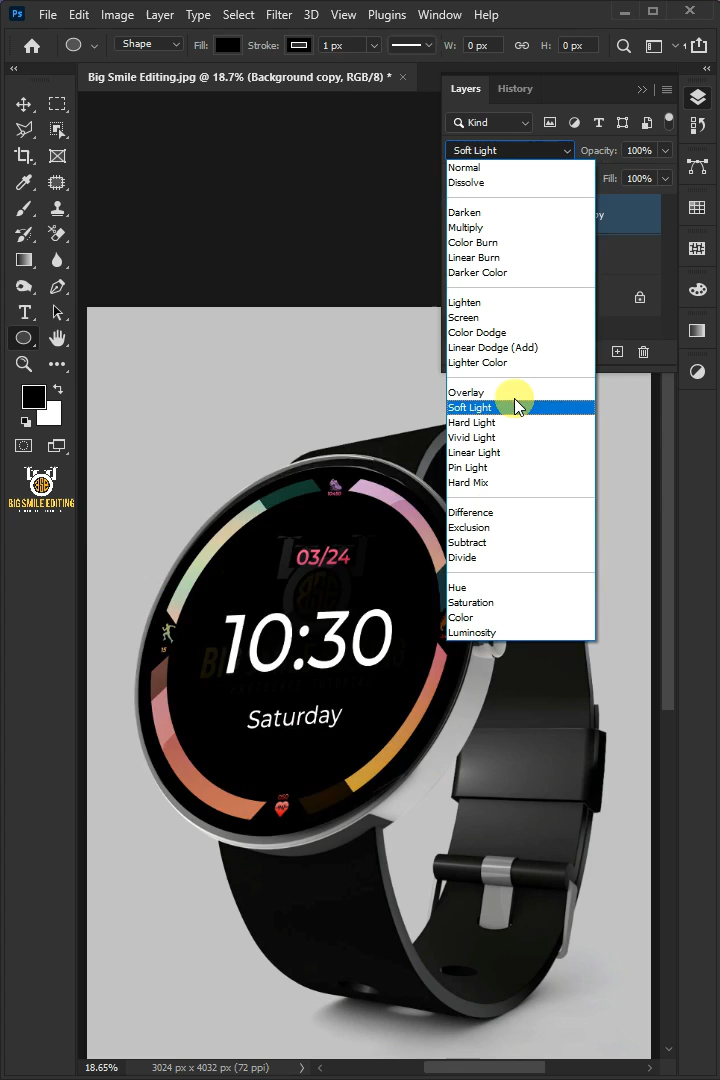 Ps File Edit Image Layer Type Select Filter 3D View Plugins Window Help
Shape Fill: Stroke: 1 px W: 0 px H: 0 px
Big Smile Editing.jpg @ 18.7% (Background copy, RGB/8) *
Layers History
Kind
Soft Light Opacity: 100%
Fill: 100%
Normal
Dissolve
Darken
Multiply
Color Burn
Linear Burn
Darker Color
Lighten
Screen
Color Dodge
Linear Dodge (Add)
Lighter Color
Overlay
Soft Light
Hard Light
Vivid Light
Linear Light
Pin Light
Hard Mix
Difference
Exclusion
Subtract
Divide
Hue
Saturation
Color
Luminosity
BIG SMILE EDITING
03/24
10:30
Saturday
18.65% 3024 px x 4032 px (72 ppi)